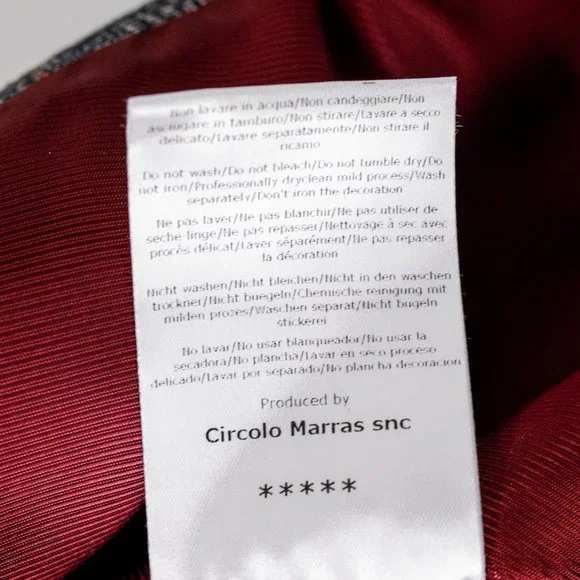 Non lavare in acqua/Non candeggiare/Non
asciugare in tamburo/Non stirare/Lavare a secco
delicato/Lavare separatamente/Non stirare il
ricamo
Do not wash/Do not bleach/Do not tumble dry/Do
not iron/Professionally dryclean mild process/Wash
separately/Don't iron the decoration
Ne pas laver/Ne pas blanchir/Ne pas utiliser de
seche-linge/Ne pas repasser/Nettoyage à sec avec
procès délicat/Laver séparément/Ne pas repasser
la décoration
Nicht washen/Nicht bleichen/Nicht in den waschen
trockner/Nicht buegeln/Chemische reinigung mit
milden prozes/Waschen separat/Nicht bugeln
stickerei
No lavar/No usar blanqueador/No usar la
secadora/No plancha/Lavar en seco proceso
delicado/Lavar por separado/No plancha decoracion
Produced by
Circolo Marras snc
*****